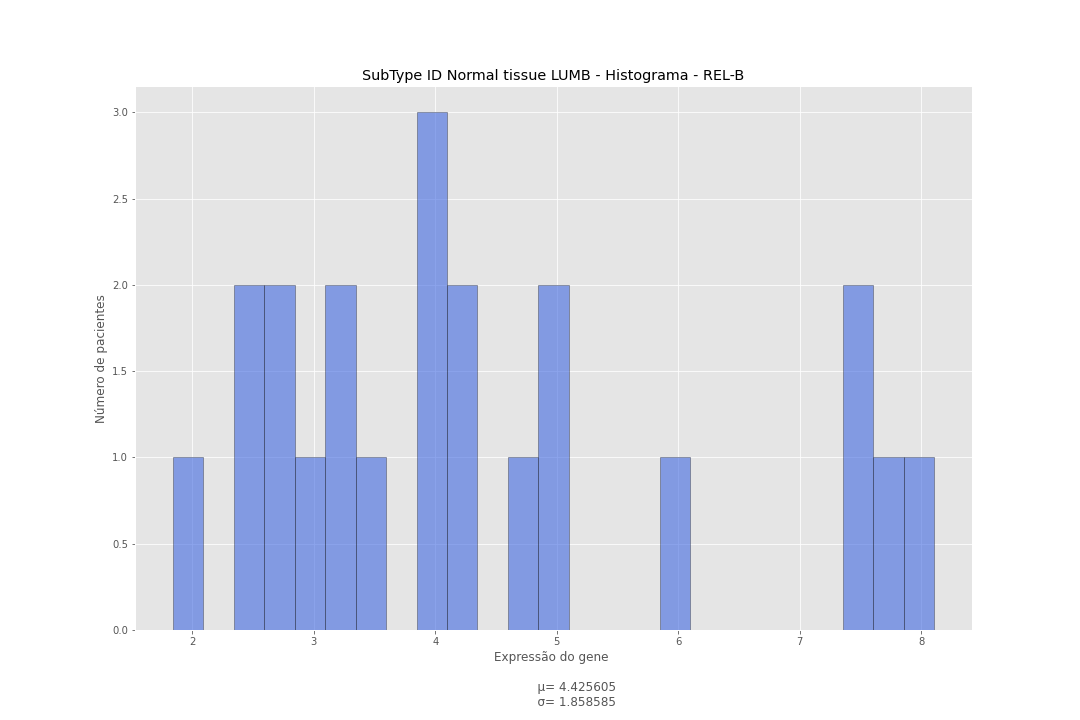 SubType ID Normal tissue LUMB - Histograma - REL-B
3.0
2.5
2.0
1.5
1.0
0.5
0.0
Número de pacientes
2 3 4 5 6 7 8
Expressão do gene
μ= 4.425605
σ= 1.858585